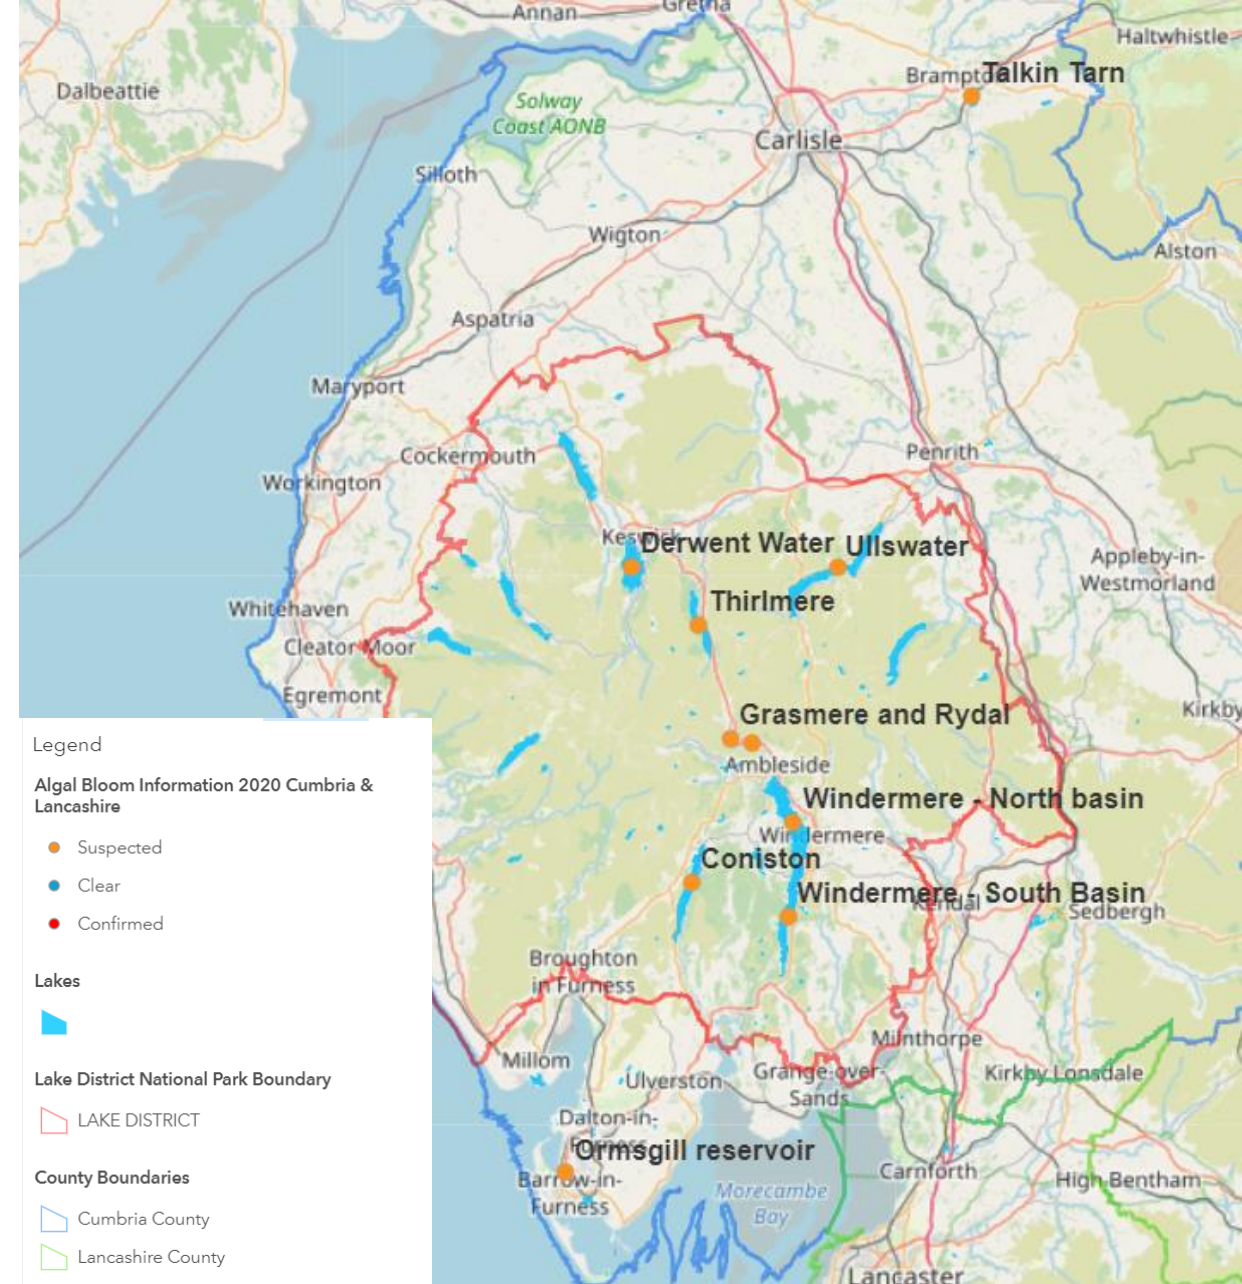 Annan
Gretna
Haltwhistle
Dalbeattie
Talkin Tarn
Solway
Coast AONB
Carlisle
Silloth
Wigton
Alston
Aspatria
Maryport
Cockermouth
Penrith
Workington
Derwent Water
Ullswater
Appleby-in-
Westmorland
Thirlmere
Whitehaven
Cleator Moor
Egremont
Grasmere and Rydal
Kirkby
Ambleside
Windermere - North basin
Windermere
Coniston
Windermere - South Basin
Kendal
Sedbergh
Broughton
in Furness
Milnthorpe
Millom
Ulverston
Grange-over-
Sands
Kirkby Lonsdale
Dalton-in-
Ormsgill reservoir
Barrow-in-
Furness
Carnforth
High Bentham
Morecambe
Bay
Lancaster
Legend
Algal Bloom Information 2020 Cumbria &
Lancashire
Suspected
Clear
Confirmed
Lakes
Lake District National Park Boundary
LAKE DISTRICT
County Boundaries
Cumbria County
Lancashire County